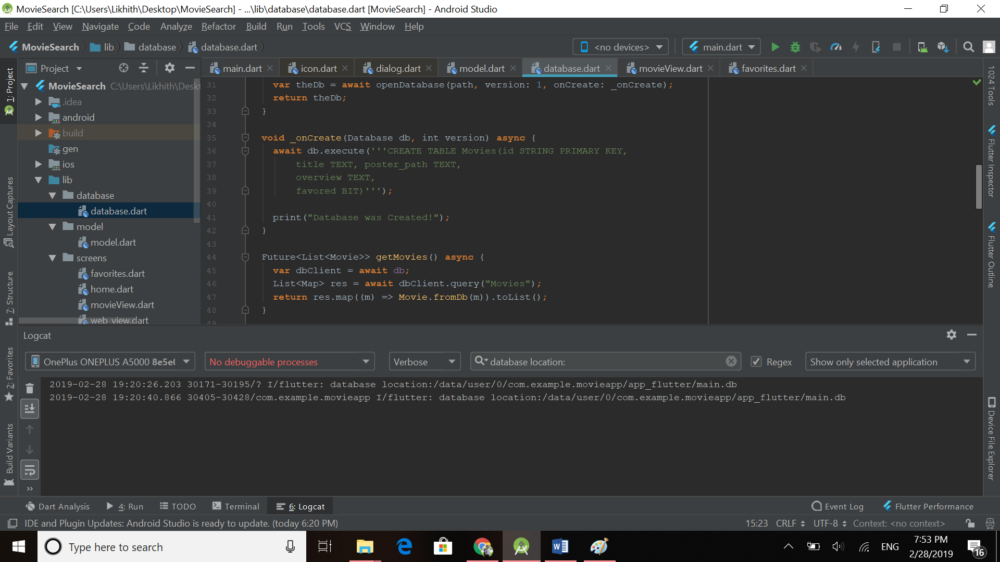 MovieSearch [C:\Users\Likhith\Desktop\MovieSearch] - ...\lib\database\database.dart [MovieSearch] - Android Studio
File Edit View Navigate Code Analyze Refactor Build Run Tools VCS Window Help
MovieSearch lib database database.dart <no devices> main.dart
Project
main.dart icon.dart dialog.dart model.dart database.dart movieView.dart favorites.dart
1: Project
Layout Captures
7: Structure
2: Favorites
Build Variants
MovieSearch C:\Users\Likhith\Deskt
.idea
android
build
gen
ios
lib
database
database.dart
model
model.dart
screens
favorites.dart
home.dart
movieView.dart
web_view.dart
31 var theDb = await openDatabase(path, version: 1, onCreate: _onCreate);
32 return theDb;
33 }
34
35 void _onCreate(Database db, int version) async {
36 await db.execute('''CREATE TABLE Movies(id STRING PRIMARY KEY,
37 title TEXT, poster_path TEXT,
38 overview TEXT,
39 favored BIT)''');
40
41 print("Database was Created!");
42 }
43
44 Future<List<Movie>> getMovies() async {
45 var dbClient = await db;
46 List<Map> res = await dbClient.query("Movies");
47 return res.map((m) => Movie.fromDb(m)).toList();
48 }
49
1024 Tools
Flutter Inspector
Flutter Outline
Device File Explorer
Logcat
OnePlus ONEPLUS A5000 8e5e No debuggable processes Verbose database location: Regex Show only selected application
2019-02-28 19:20:26.203 30171-30195/? I/flutter: database location:/data/user/0/com.example.movieapp/app_flutter/main.db
2019-02-28 19:20:40.866 30405-30428/com.example.movieapp I/flutter: database location:/data/user/0/com.example.movieapp/app_flutter/main.db
Dart Analysis 4: Run TODO Terminal 6: Logcat Event Log Flutter Performance
IDE and Plugin Updates: Android Studio is ready to update. (today 6:20 PM) 15:23 CRLF UTF-8 Context: <no context>
Type here to search ENG 7:53 PM
2/28/2019 16